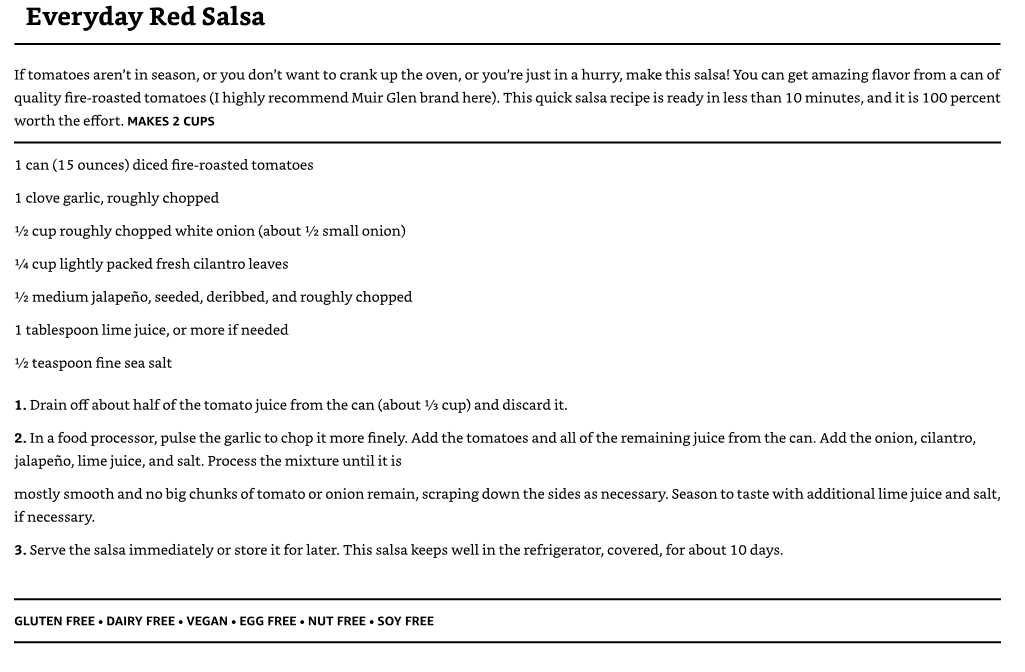 Everyday Red Salsa
If tomatoes aren't in season, or you don't want to crank up the oven, or you're just in a hurry, make this salsa! You can get amazing flavor from a can of
quality fire-roasted tomatoes (I highly recommend Muir Glen brand here). This quick salsa recipe is ready in less than 10 minutes, and it is 100 percent
worth the effort. MAKES 2 CUPS
1 can (15 ounces) diced fire-roasted tomatoes
1 clove garlic, roughly chopped
½ cup roughly chopped white onion (about ½ small onion)
¼ cup lightly packed fresh cilantro leaves
½ medium jalapeño, seeded, deribbed, and roughly chopped
1 tablespoon lime juice, or more if needed
½ teaspoon fine sea salt
1. Drain off about half of the tomato juice from the can (about ⅓ cup) and discard it.
2. In a food processor, pulse the garlic to chop it more finely. Add the tomatoes and all of the remaining juice from the can. Add the onion, cilantro,
jalapeño, lime juice, and salt. Process the mixture until it is
mostly smooth and no big chunks of tomato or onion remain, scraping down the sides as necessary. Season to taste with additional lime juice and salt,
if necessary.
3. Serve the salsa immediately or store it for later. This salsa keeps well in the refrigerator, covered, for about 10 days.
GLUTEN FREE • DAIRY FREE • VEGAN • EGG FREE • NUT FREE • SOY FREE